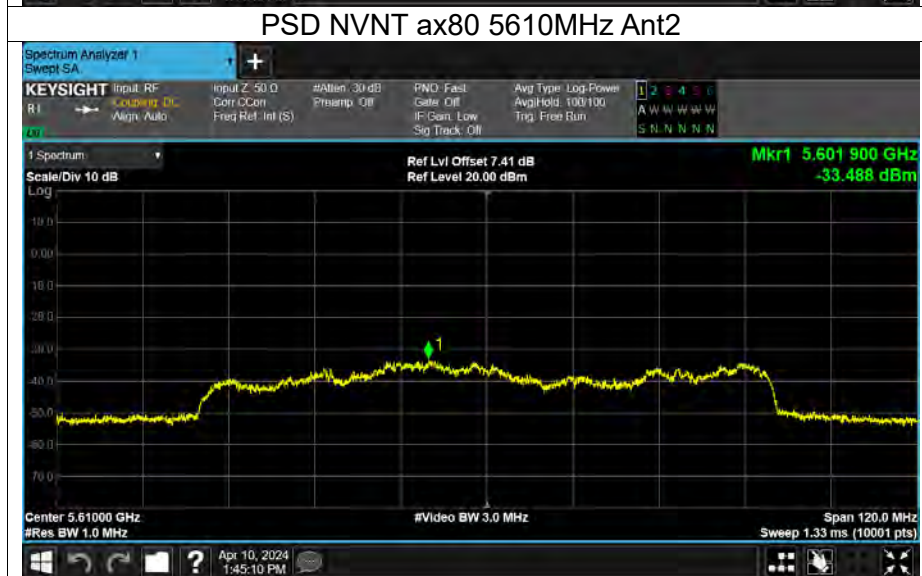 PSD NVNT ax80 5610MHz Ant2
Spectrum Analyzer 1
Swept SA
+
KEYSIGHT Input: RF
Coupling: DC
Align: Auto
Input Z: 50 Ω
Corr CCorr
Freq Ref: Int (S)
#Atten: 30 dB
Preamp: Off
PNO: Fast
Gate: Off
IF Gain: Low
Sig Track: Off
Avg Type: Log-Power
Avg|Hold: 100/100
Trig: Free Run
1 2 3 4 5 6
A W W W W W
S N N N N N
1 Spectrum
Scale/Div 10 dB
Log
Ref Lvl Offset 7.41 dB
Ref Level 20.00 dBm
Mkr1 5.601 900 GHz
-33.488 dBm
10.0
0.00
-10.0
-20.0
-30.0
1
-40.0
-50.0
-60.0
-70.0
Center 5.61000 GHz
#Res BW 1.0 MHz
#Video BW 3.0 MHz
Span 120.0 MHz
Sweep 1.33 ms (10001 pts)
?
Apr 10, 2024
1:45:10 PM